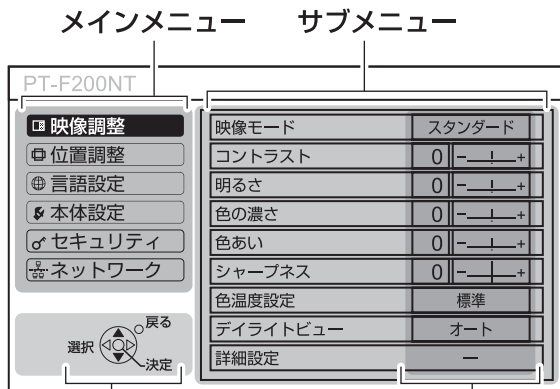 メインメニュー
サブメニュー
PT-F200NT
映像調整
位置調整
言語設定
本体設定
セキュリティ
ネットワーク
選択
戻る
決定
映像モード スタンダード
コントラスト 0 - +
明るさ 0 - +
色の濃さ 0 - +
色あい 0 - +
シャープネス 0 - +
色温度設定 標準
デイライトビュー オート
詳細設定 —